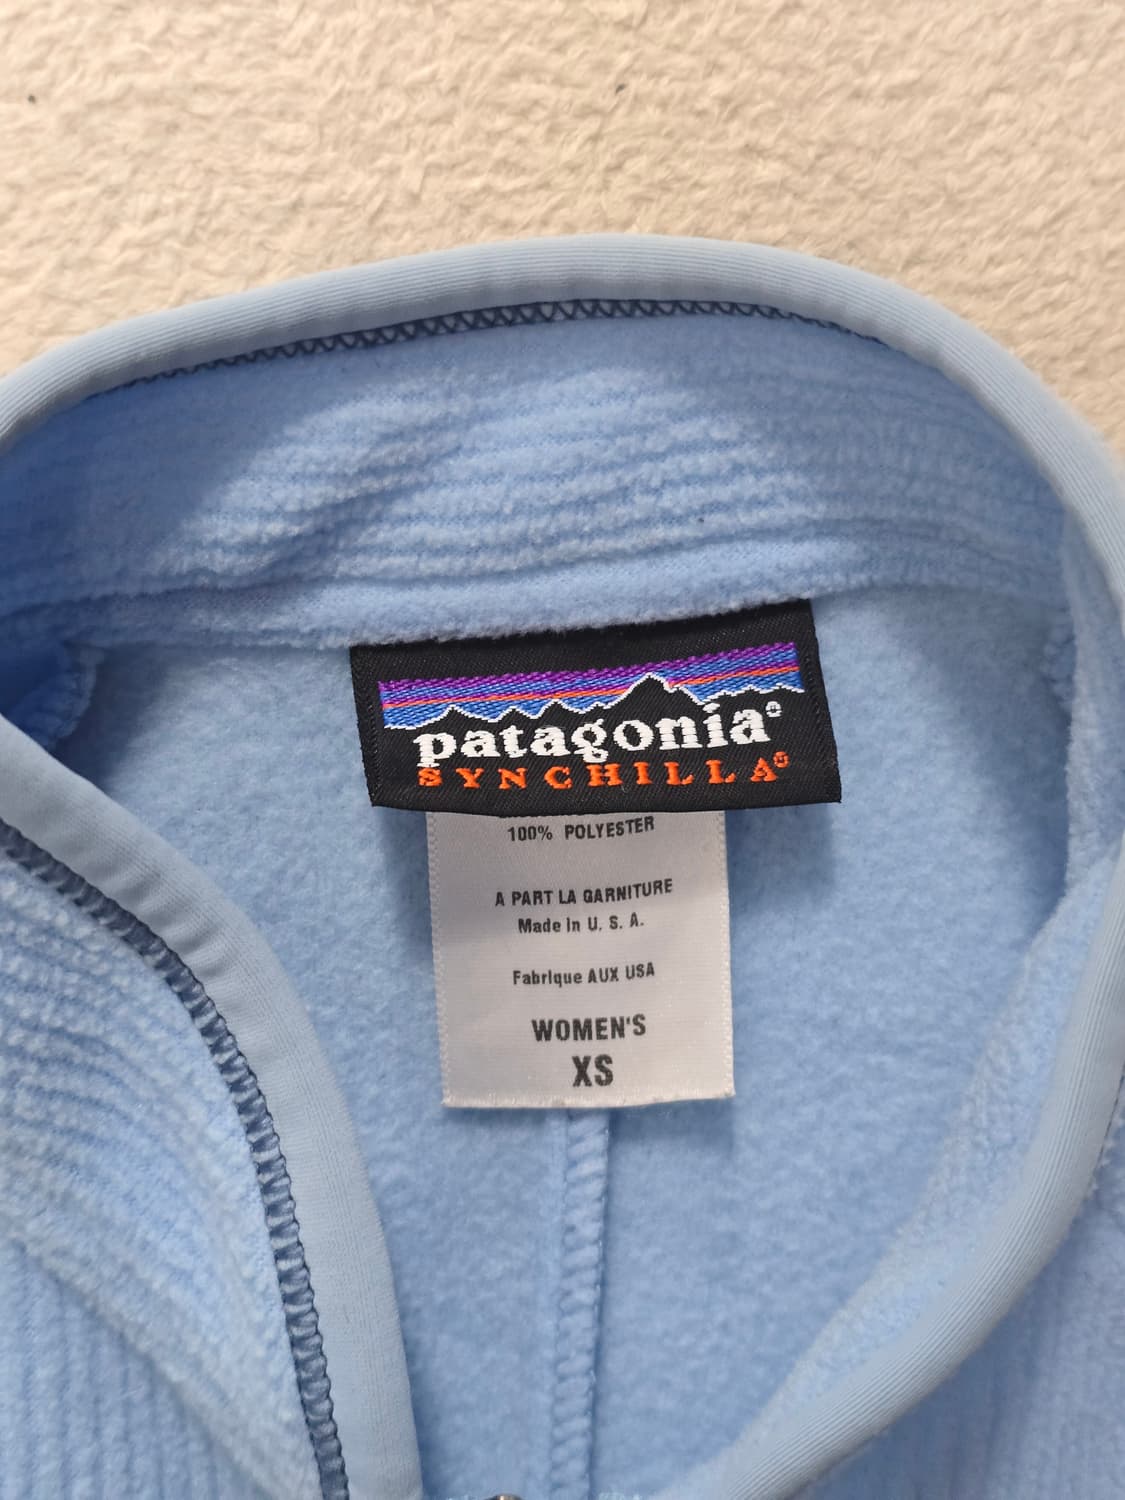 patagonia®
SYNCHILLA®
100% POLYESTER
A PART LA GARNITURE
Made in U. S. A.
Fabrique AUX USA
WOMEN'S
XS